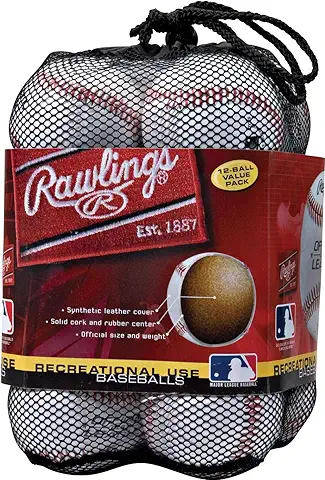 Rawlings®
EST. 1887
12-BALL
VALUE
PACK
• Synthetic leather cover
• Solid cork and rubber center
• Official size and weight
RECREATIONAL USE
BASEBALLS
MAJOR LEAGUE BASEBALL
Rawlings